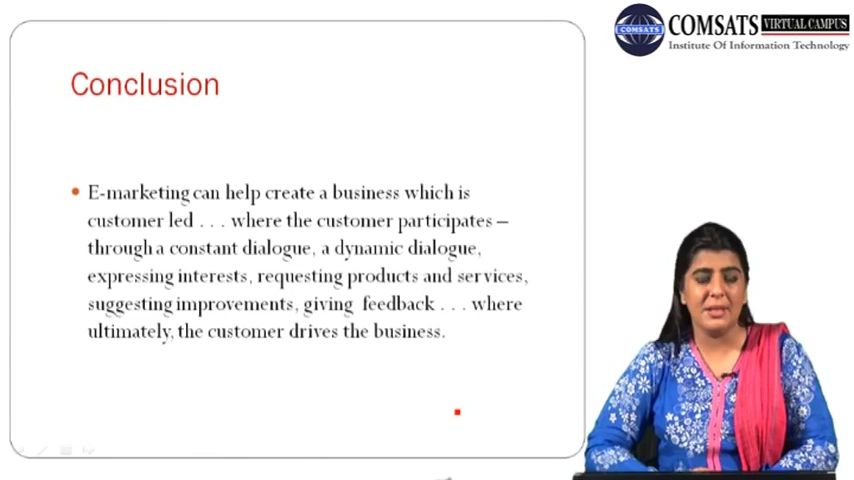 COMSATS
COMSATS VIRTUAL CAMPUS
Institute Of Information Technology
Conclusion
• E-marketing can help create a business which is
customer led . . . where the customer participates –
through a constant dialogue, a dynamic dialogue,
expressing interests, requesting products and services,
suggesting improvements, giving feedback . . . where
ultimately, the customer drives the business.